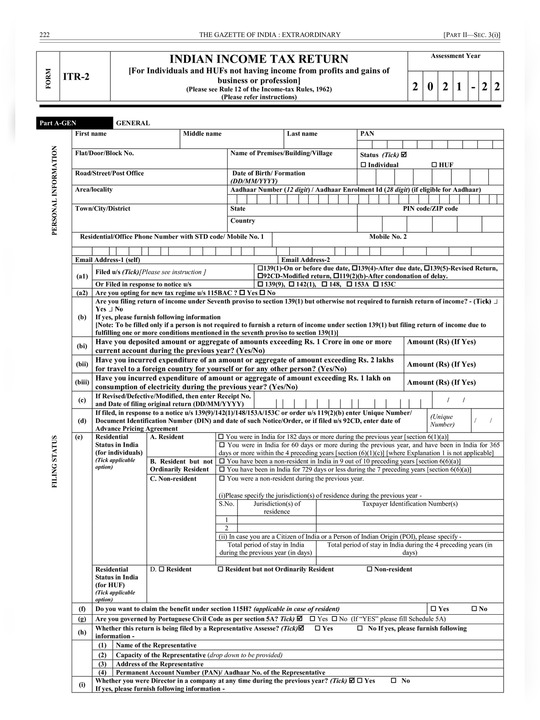 222 THE GAZETTE OF INDIA : EXTRAORDINARY [PART II—SEC. 3(i)]
FORM
ITR-2
INDIAN INCOME TAX RETURN
[For Individuals and HUFs not having income from profits and gains of
business or profession]
(Please see Rule 12 of the Income-tax Rules, 1962)
(Please refer instructions)
Assessment Year
2 0 2 1 - 2 2
Part A-GEN GENERAL
PERSONAL INFORMATION
First name Middle name Last name PAN
Flat/Door/Block No. Name of Premises/Building/Village Status (Tick) ☑
☐ Individual ☐ HUF
Road/Street/Post Office Date of Birth/ Formation
(DD/MM/YYYY)
Area/locality Aadhaar Number (12 digit) / Aadhaar Enrolment Id (28 digit) (if eligible for Aadhaar)
Town/City/District State PIN code/ZIP code
Country
Residential/Office Phone Number with STD code/ Mobile No. 1 Mobile No. 2
Email Address-1 (self) Email Address-2
FILING STATUS
(a1) Filed u/s (Tick)[Please see instruction ] ☐139(1)-On or before due date, ☐139(4)-After due date, ☐139(5)-Revised Return,
☐92CD-Modified return, ☐119(2)(b)-After condonation of delay.
Or Filed in response to notice u/s ☐ 139(9), ☐ 142(1), ☐ 148, ☐ 153A ☐ 153C
(a2) Are you opting for new tax regime u/s 115BAC ? ☐ Yes ☐ No
(b) Are you filing return of income under Seventh proviso to section 139(1) but otherwise not required to furnish return of income? - (Tick)
Yes No
If yes, please furnish following information
[Note: To be filled only if a person is not required to furnish a return of income under section 139(1) but filing return of income due to
fulfilling one or more conditions mentioned in the seventh proviso to section 139(1)]
(bi) Have you deposited amount or aggregate of amounts exceeding Rs. 1 Crore in one or more
current account during the previous year? (Yes/No) Amount (Rs) (If Yes)
(bii) Have you incurred expenditure of an amount or aggregate of amount exceeding Rs. 2 lakhs
for travel to a foreign country for yourself or for any other person? (Yes/No) Amount (Rs) (If Yes)
(biii) Have you incurred expenditure of amount or aggregate of amount exceeding Rs. 1 lakh on
consumption of electricity during the previous year? (Yes/No) Amount (Rs) (If Yes)
(c) If Revised/Defective/Modified, then enter Receipt No.
and Date of filing original return (DD/MM/YYYY) / /
(d) If filed, in response to a notice u/s 139(9)/142(1)/148/153A/153C or order u/s 119(2)(b) enter Unique Number/
Document Identification Number (DIN) and date of such Notice/Order, or if filed u/s 92CD, enter date of
Advance Pricing Agreement
(Unique
Number) / /
(e) Residential
Status in India
(for individuals)
(Tick applicable
option)
A. Resident ☐ You were in India for 182 days or more during the previous year [section 6(1)(a)]
☐ You were in India for 60 days or more during the previous year, and have been in India for 365
days or more within the 4 preceding years [section (6)(1)(c)] [where Explanation 1 is not applicable]
B. Resident but not
Ordinarily Resident
☐ You have been a non-resident in India in 9 out of 10 preceding years [section 6(6)(a)]
☐ You have been in India for 729 days or less during the 7 preceding years [section 6(6)(a)]
C. Non-resident ☐ You were a non-resident during the previous year.
(i)Please specify the jurisdiction(s) of residence during the previous year -
S.No. Jurisdiction(s) of
residence
Taxpayer Identification Number(s)
1
2
(ii) In case you are a Citizen of India or a Person of Indian Origin (POI), please specify -
Total period of stay in India
during the previous year (in days)
Total period of stay in India during the 4 preceding years (in
days)
Residential
Status in India
(for HUF)
(Tick applicable
option)
D. ☐ Resident ☐ Resident but not Ordinarily Resident ☐ Non-resident
(f) Do you want to claim the benefit under section 115H? (applicable in case of resident) ☐ Yes ☐ No
(g) Are you governed by Portuguese Civil Code as per section 5A? Tick) ☑ ☐ Yes ☐ No (If "YES" please fill Schedule 5A)
(h) Whether this return is being filed by a Representative Assesse? (Tick)☑ ☐ Yes ☐ No If yes, please furnish following
information -
(1) Name of the Representative
(2) Capacity of the Representative (drop down to be provided)
(3) Address of the Representative
(4) Permanent Account Number (PAN)/ Aadhaar No. of the Representative
(i) Whether you were Director in a company at any time during the previous year? (Tick) ☑ ☐ Yes ☐ No
If yes, please furnish following information -